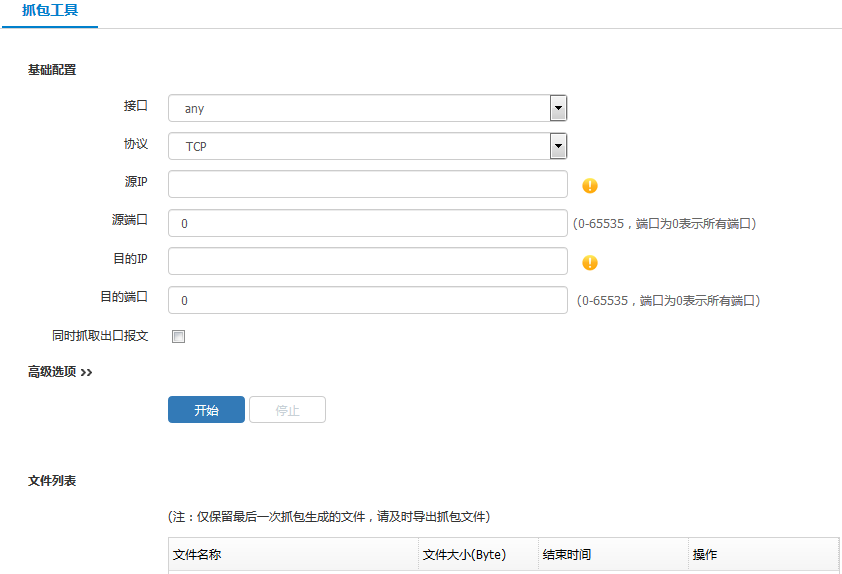 抓包工具
基础配置
接口 any
协议 TCP
源IP
源端口 0 (0-65535，端口为0表示所有端口)
目的IP
目的端口 0 (0-65535，端口为0表示所有端口)
同时抓取出口报文
高级选项 >>
开始 停止
文件列表
(注：仅保留最后一次抓包生成的文件，请及时导出抓包文件)
文件名称 文件大小(Byte) 结束时间 操作